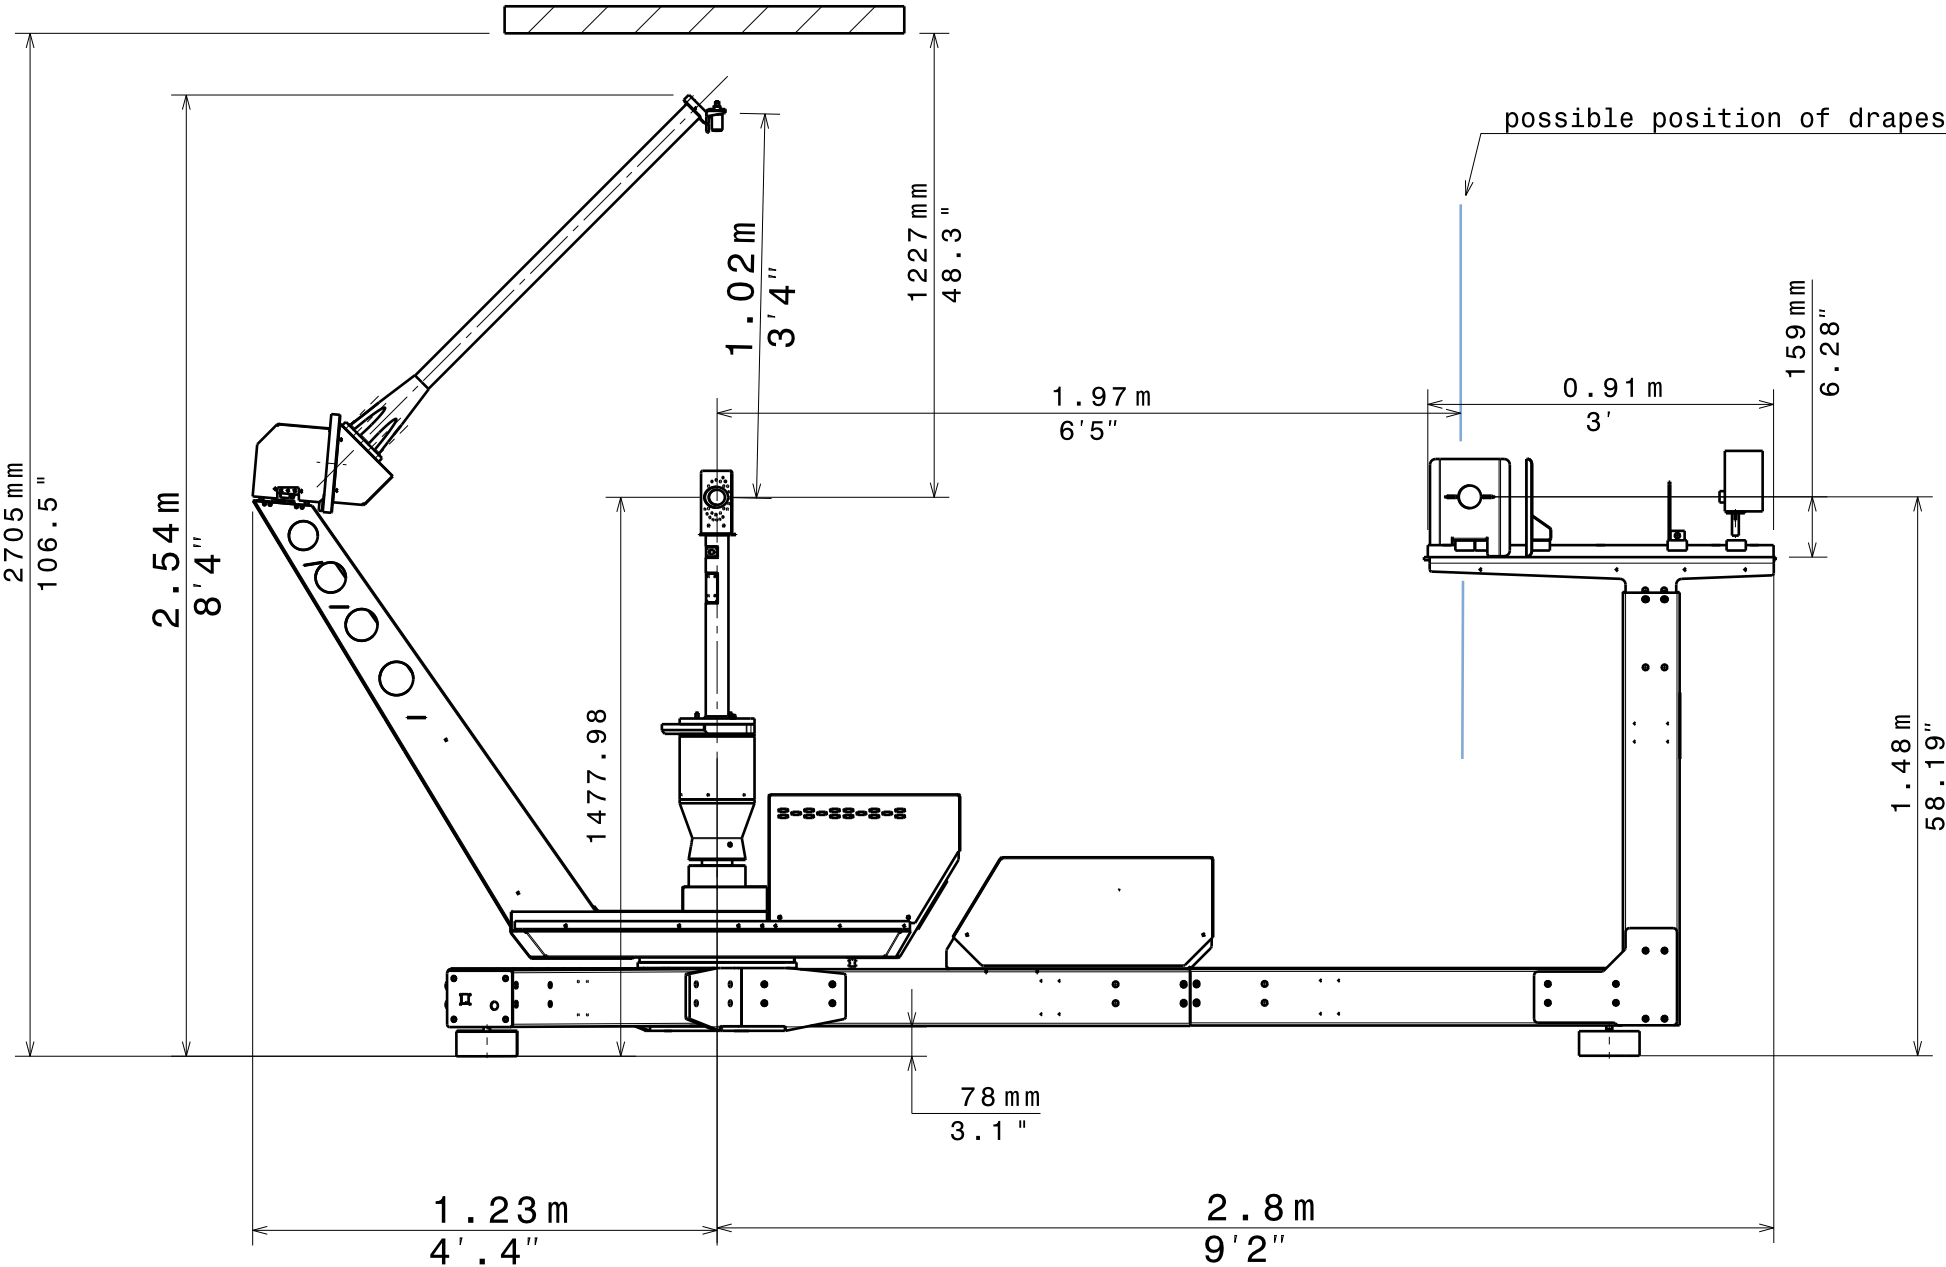 possible position of drapes
2705mm
106.5"
2.54m
8'4"
1.02m
3'4"
1227mm
48.3"
1.97m
6'5"
0.91m
3'
159mm
6.28"
1477.98
1.48m
58.19"
78mm
3.1"
1.23m
4'.4"
2.8m
9'2"